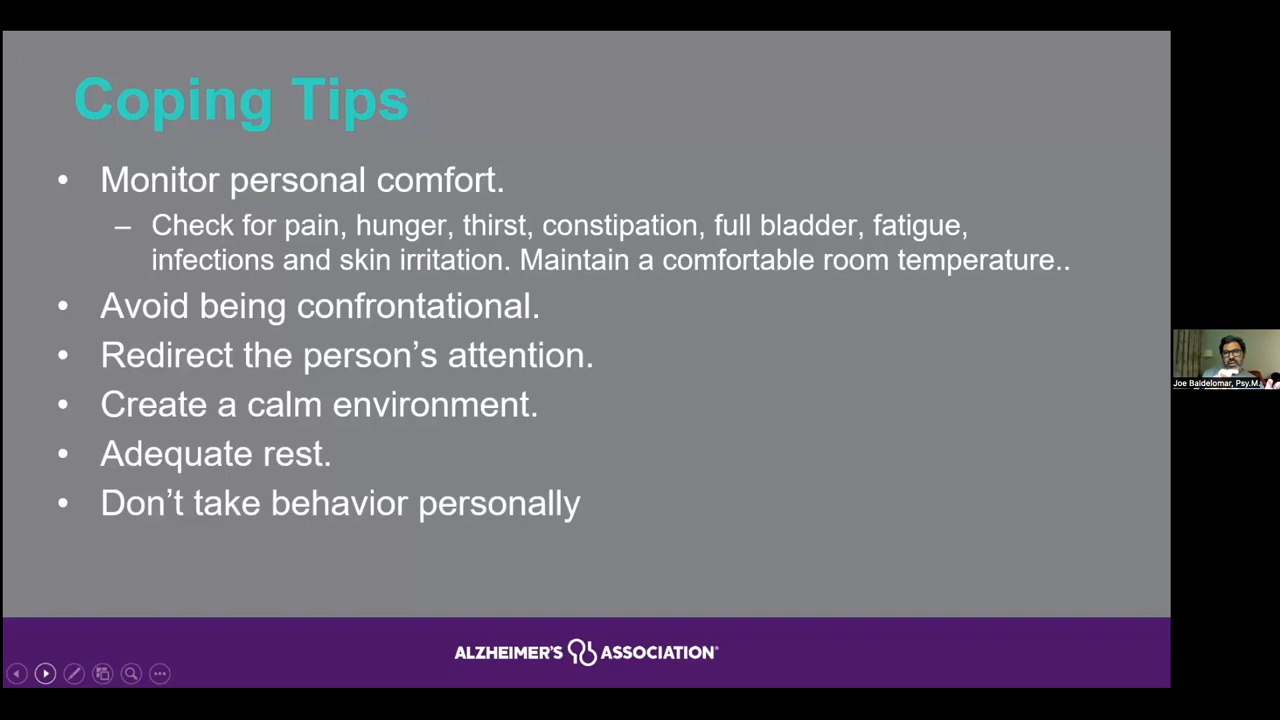 Coping Tips
• Monitor personal comfort.
– Check for pain, hunger, thirst, constipation, full bladder, fatigue,
infections and skin irritation. Maintain a comfortable room temperature..
• Avoid being confrontational.
• Redirect the person’s attention.
• Create a calm environment.
• Adequate rest.
• Don’t take behavior personally
Joe Baldelomar, Psy.M.
ALZHEIMER'S ASSOCIATION®